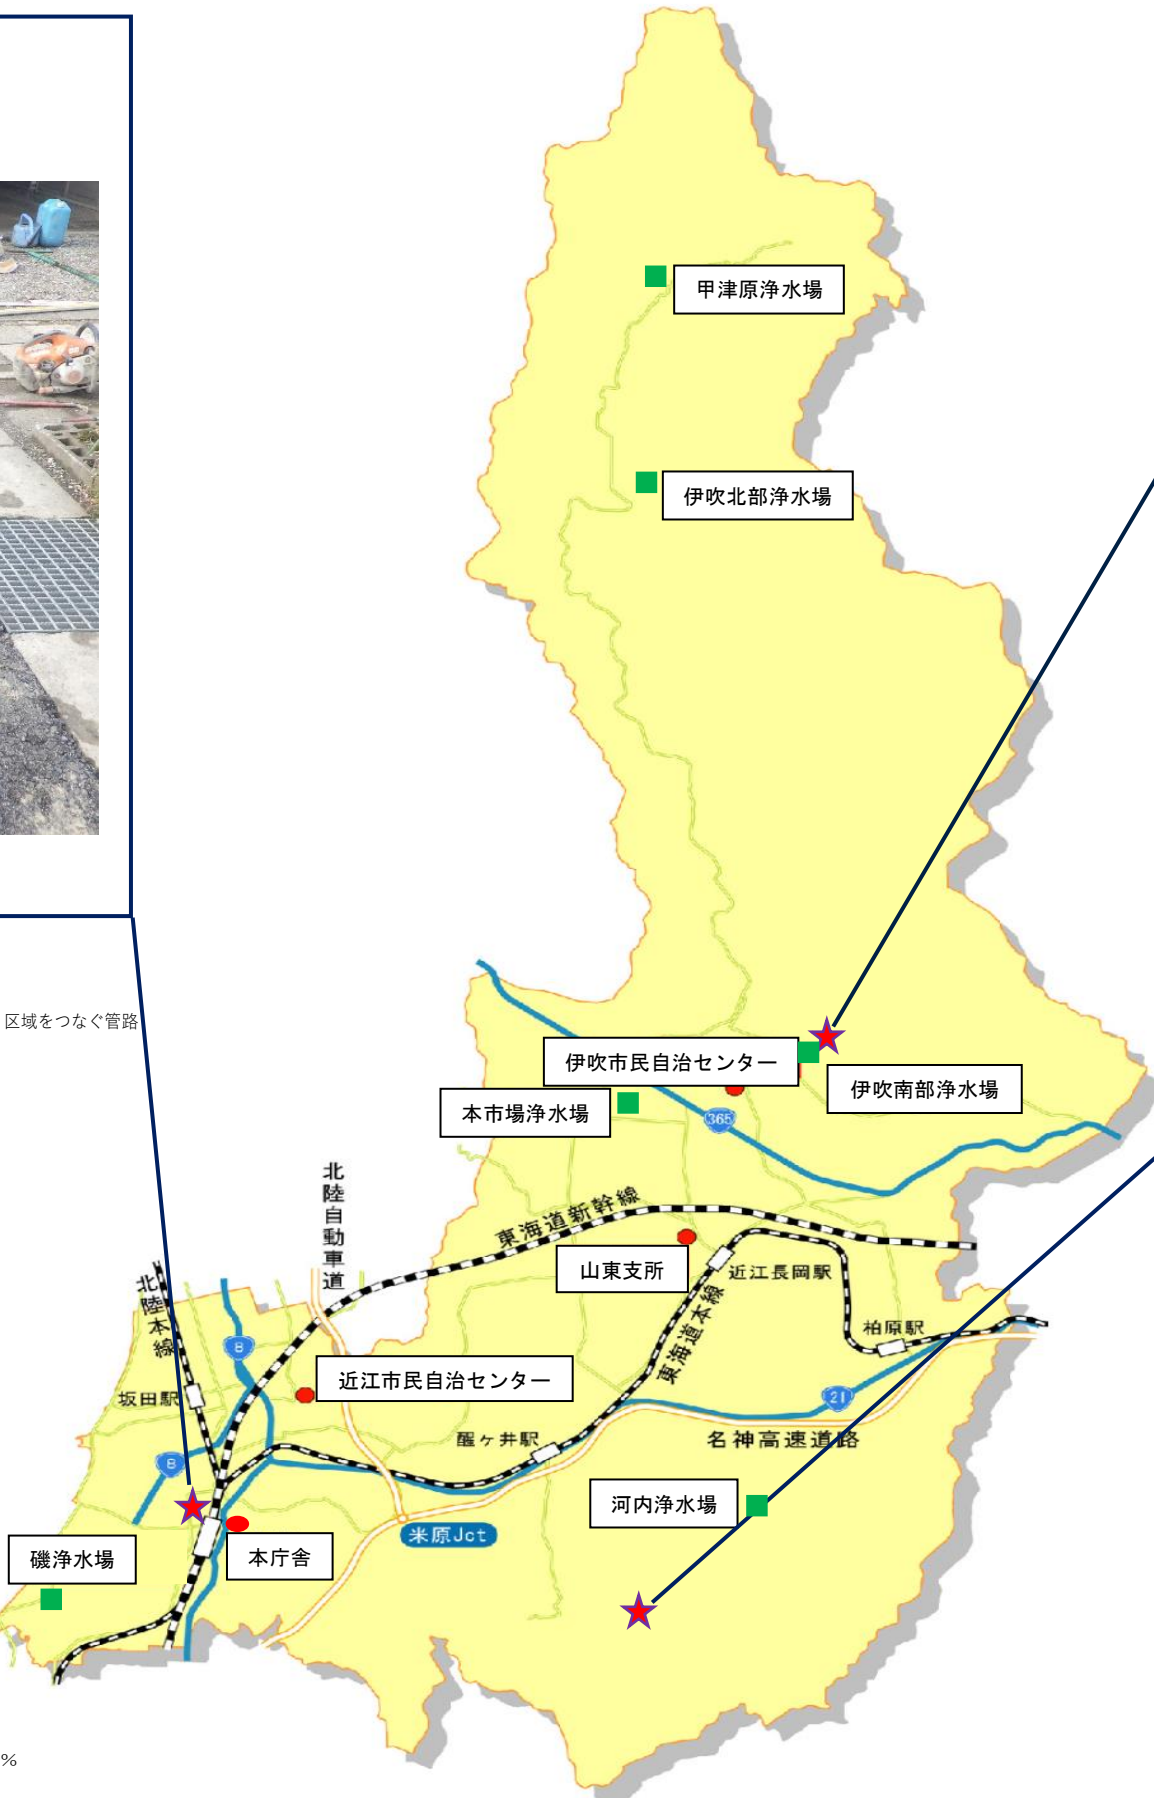 甲津原浄水場
伊吹北部浄水場
区域をつなぐ管路
伊吹市民自治センター
伊吹南部浄水場
本市場浄水場
365
北陸自動車道
東海道新幹線
山東支所
近江長岡駅
北陸本線
東海道本線
柏原駅
8
近江市民自治センター
坂田駅
21
醒ヶ井駅
名神高速道路
8
河内浄水場
米原Jct
磯浄水場
本庁舎
%